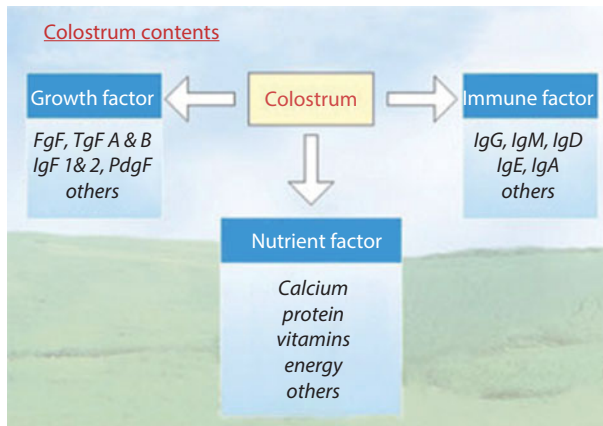 Colostrum contents
Growth factor
FgF, TgF A & B
IgF 1& 2, PdgF
others
Colostrum
Immune factor
IgG, IgM, IgD
IgE, IgA
others
Nutrient factor
Calcium
protein
vitamins
energy
others